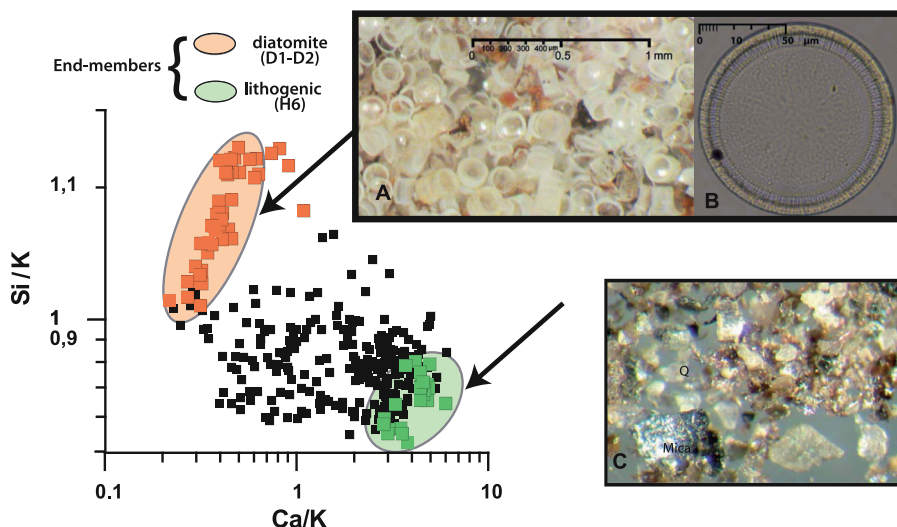 End-members
diatomite
(D1-D2)
lithogenic
(H6)
Si/K
1,1
1
0,9
0.1
1
10
Ca/K
0
100 200 300 400 µm
0.5
1 mm
A
0
10
50 µm
B
Q
Mica
C